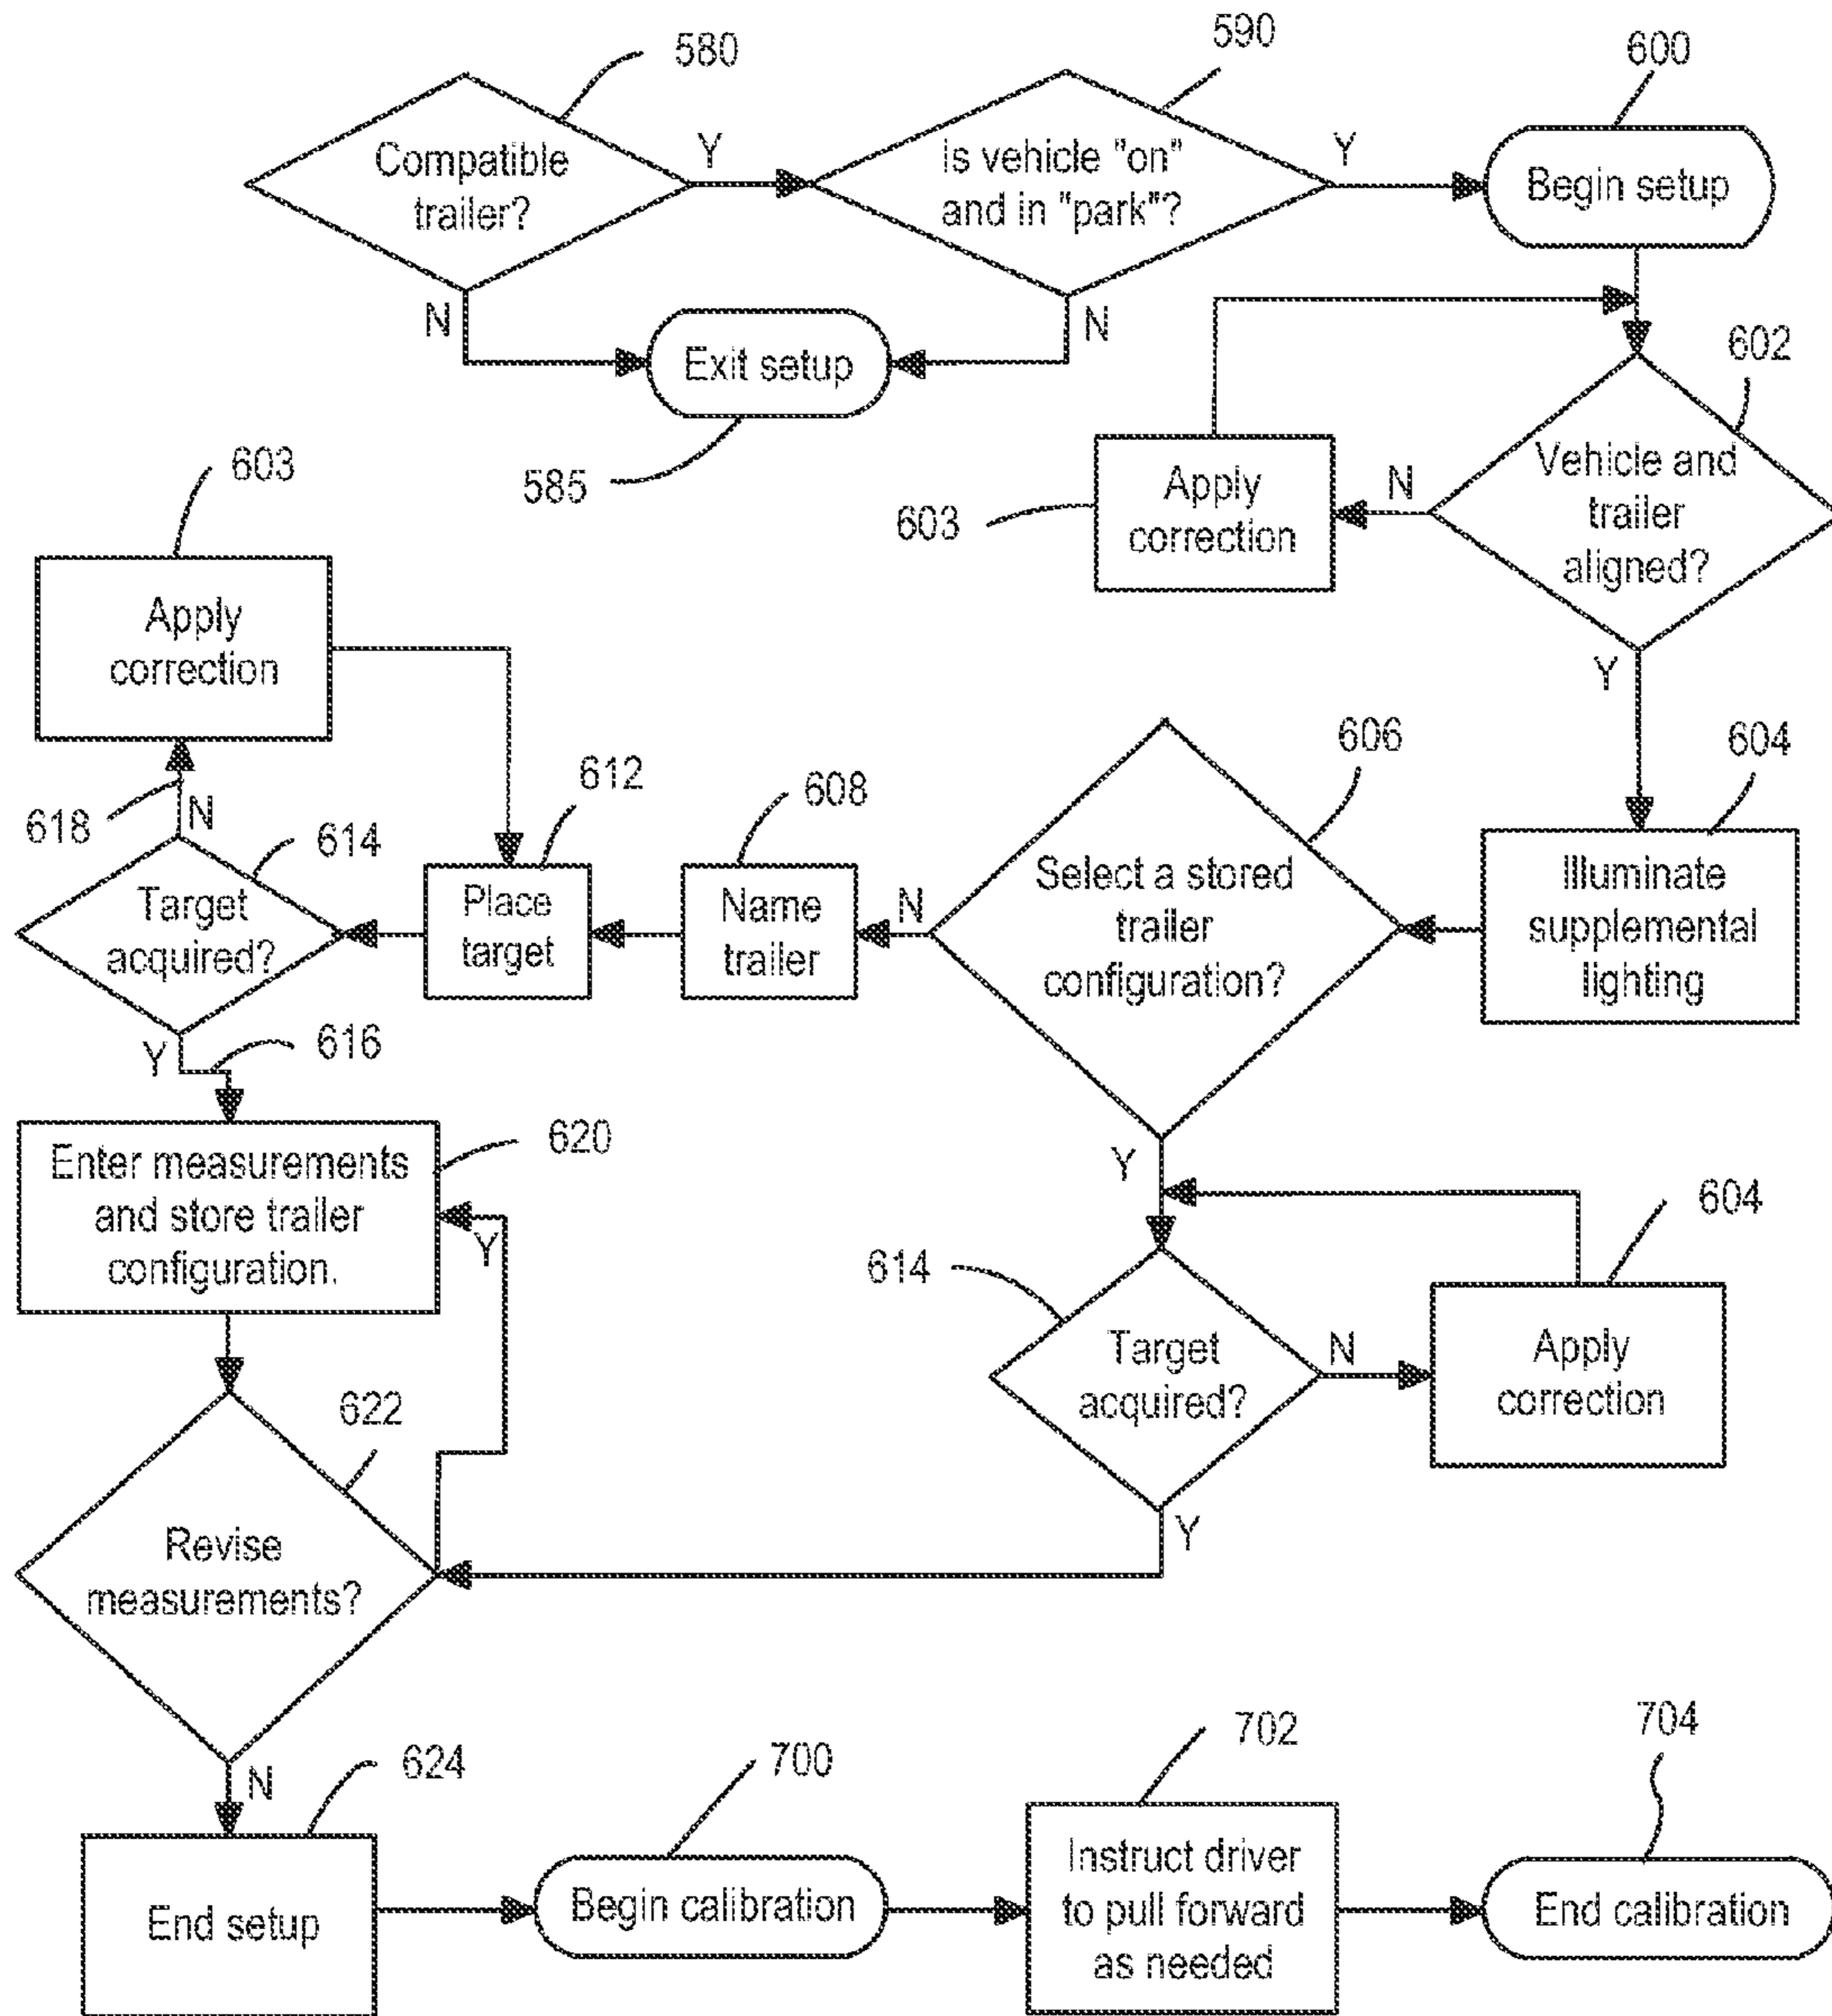 580
590
600
Compatible
trailer?
Y
Is vehicle "on"
and in "park"?
Y
Begin setup
N
N
Exit setup
585
602
Vehicle and
trailer
aligned?
N
Apply
correction
603
Y
603
Apply
correction
618
N
614
Target
acquired?
612
Place
target
608
Name
trailer
N
606
Select a stored
trailer
configuration?
604
Illuminate
supplemental
lighting
Y
616
Y
620
Enter measurements
and store trailer
configuration.
Y
614
Target
acquired?
N
604
Apply
correction
Y
622
Revise
measurements?
N
624
End setup
700
Begin calibration
702
Instruct driver
to pull forward
as needed
704
End calibration